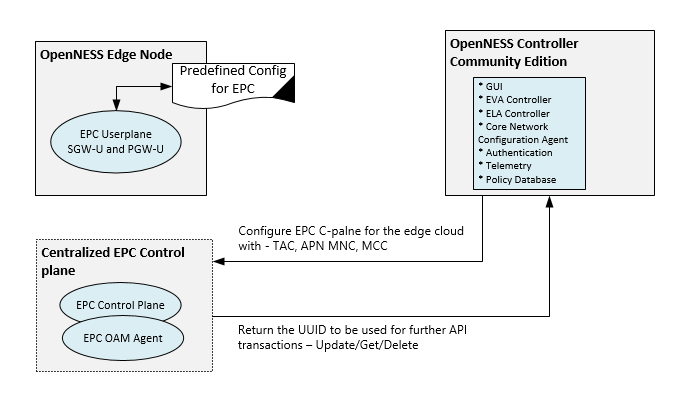 OpenNESS Edge Node
Predefined Config
for EPC
EPC Userplane
SGW-U and PGW-U
OpenNESS Controller
Community Edition
* GUI
* EVA Controller
* ELA Controller
* Core Network
Configuration Agent
* Authentication
* Telemetry
* Policy Database
Configure EPC C-palne for the edge cloud
with - TAC, APN MNC, MCC
Centralized EPC Control
plane
EPC Control Plane
EPC OAM Agent
Return the UUID to be used for further API
transactions – Update/Get/Delete